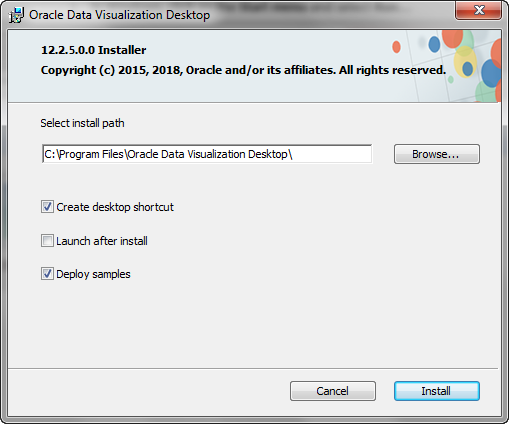 Oracle Data Visualization Desktop
12.2.5.0.0 Installer
Copyright (c) 2015, 2018, Oracle and/or its affiliates. All rights reserved.
Select install path
C:\Program Files\Oracle Data Visualization Desktop\
Browse...
Create desktop shortcut
Launch after install
Deploy samples
Cancel
Install